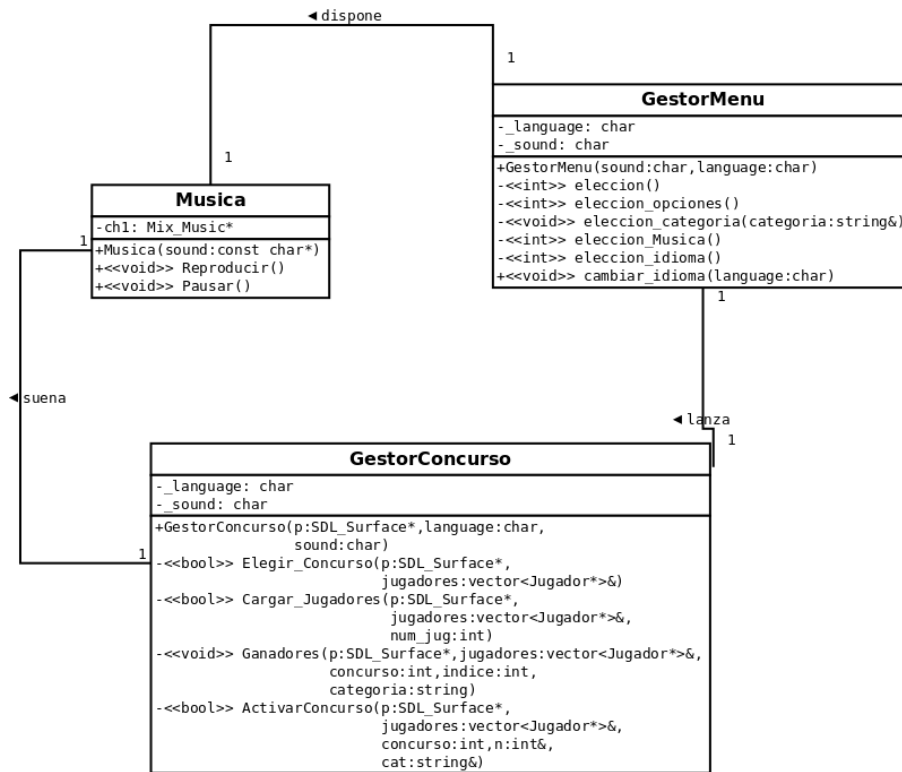 ◄ dispone
1
GestorMenu
-_language: char
-_sound: char
+GestorMenu(sound:char,language:char)
-<<int>> eleccion()
-<<int>> eleccion_opciones()
-<<void>> eleccion_categoria(categoria:string&)
-<<int>> eleccion_Musica()
-<<int>> eleccion_idioma()
+<<void>> cambiar_idioma(language:char)
1
1
Musica
-ch1: Mix_Music*
+Musica(sound:const char*)
+<<void>> Reproducir()
+<<void>> Pausar()
1
◄ suena
◄ lanza
1
GestorConcurso
-_language: char
-_sound: char
+GestorConcurso(p:SDL_Surface*,language:char,
sound:char)
-<<bool>> Elegir_Concurso(p:SDL_Surface*,
jugadores:vector<Jugador*>&)
-<<bool>> Cargar_Jugadores(p:SDL_Surface*,
jugadores:vector<Jugador*>&,
num_jug:int)
-<<void>> Ganadores(p:SDL_Surface*,jugadores:vector<Jugador*>&,
concurso:int,indice:int,
categoria:string)
-<<bool>> ActivarConcurso(p:SDL_Surface*,
jugadores:vector<Jugador*>&,
concurso:int,n:int&,
cat:string&)
1